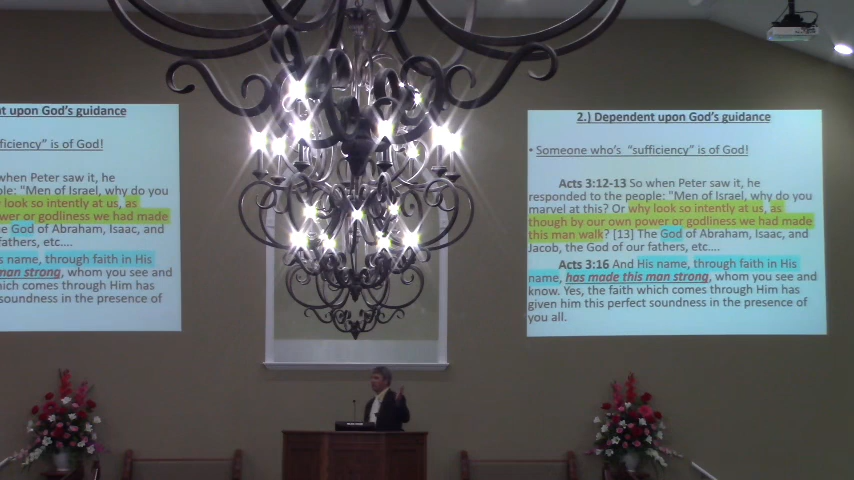 nt upon God's guidance
ficiency" is of God!
when Peter saw it, he
ple: "Men of Israel, why do you
y look so intently at us, as
wer or godliness we had made
he God of Abraham, Isaac, and
fathers, etc....
s name, through faith in His
man strong, whom you see and
ich comes through Him has
soundness in the presence of
2.) Dependent upon God's guidance
• Someone who's "sufficiency" is of God!
Acts 3:12-13 So when Peter saw it, he
responded to the people: "Men of Israel, why do you
marvel at this? Or why look so intently at us, as
though by our own power or godliness we had made
this man walk? [13] The God of Abraham, Isaac, and
Jacob, the God of our fathers, etc....
Acts 3:16 And His name, through faith in His
name, has made this man strong, whom you see and
know. Yes, the faith which comes through Him has
given him this perfect soundness in the presence of
you all.